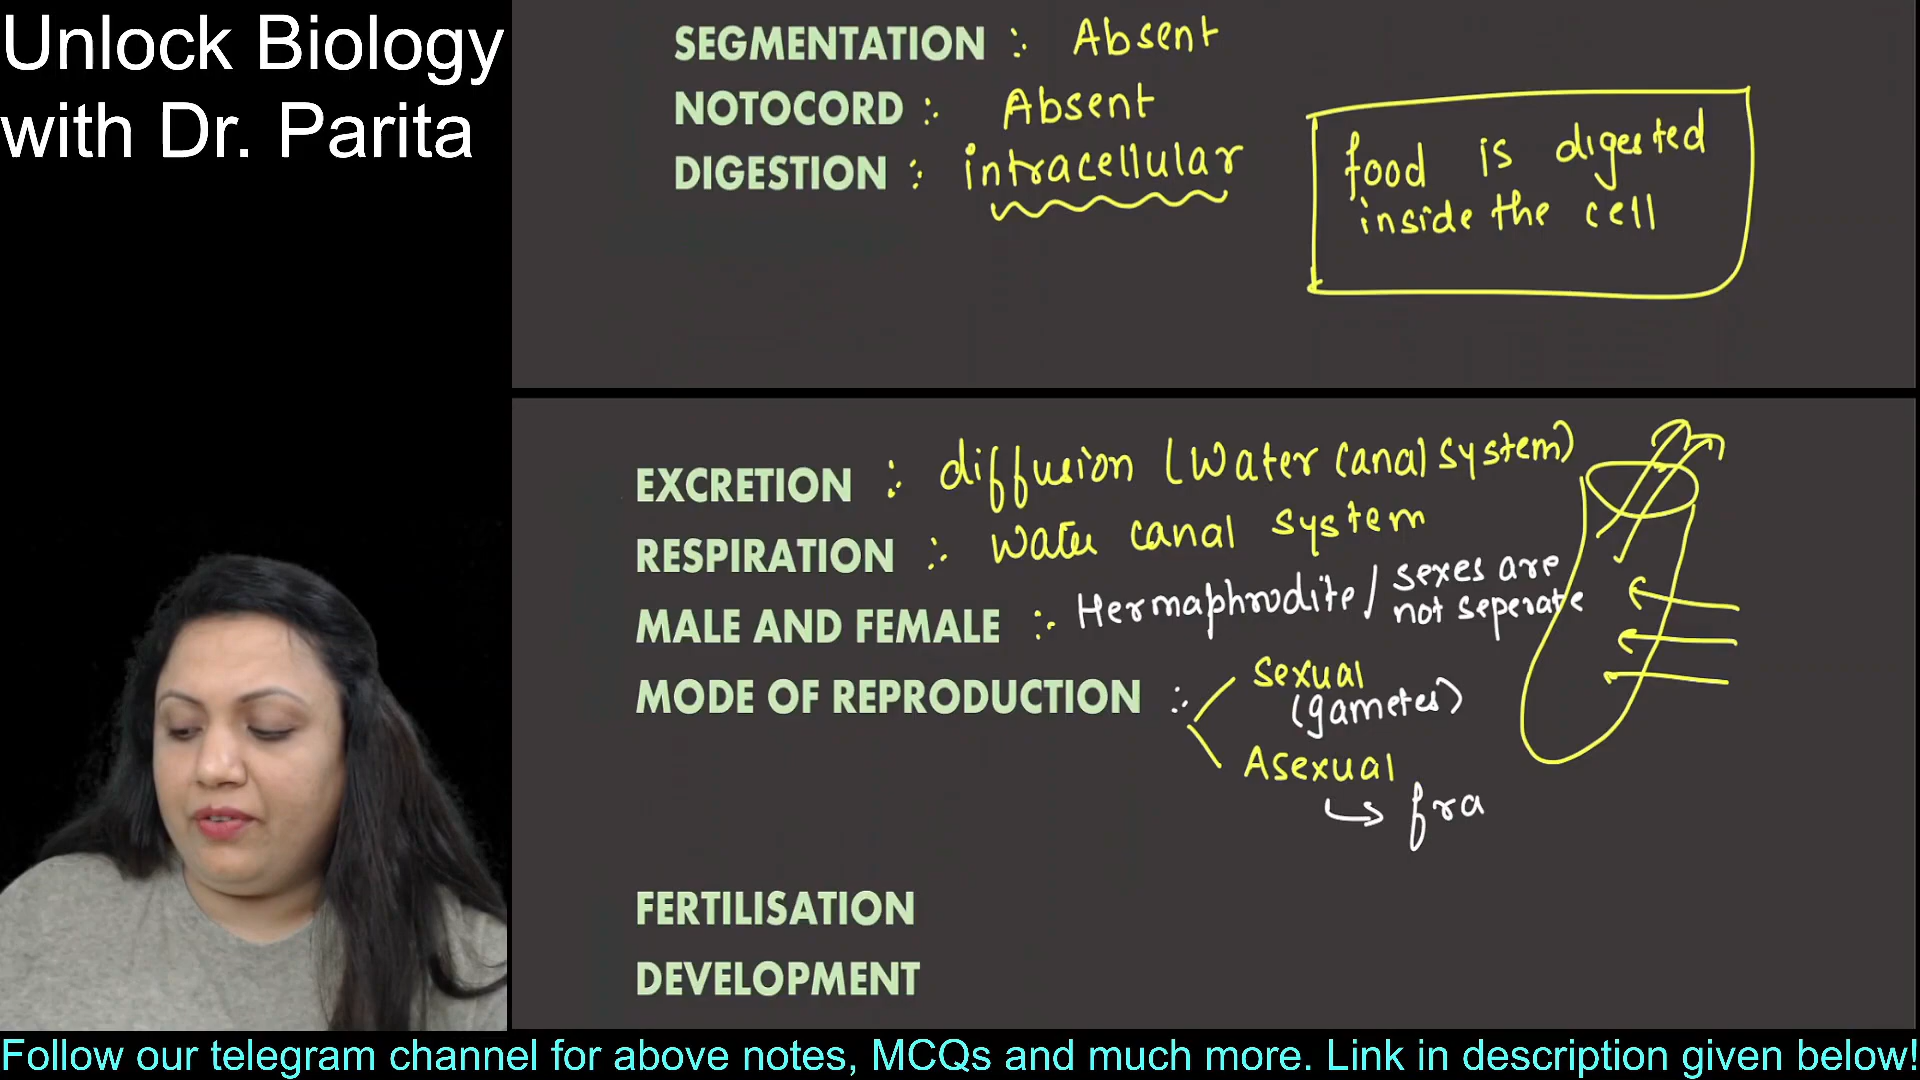 Unlock Biology
with Dr. Parita
SEGMENTATION :- Absent
NOTOCORD :- Absent
DIGESTION :- intracellular
food is digested
inside the cell
EXCRETION :- diffusion (Water Canal system)
RESPIRATION :- Water canal system
MALE AND FEMALE :- Hermaphrodite / sexes are
not seperate
MODE OF REPRODUCTION :- Sexual
(gametes)
Asexual
↳ fra
FERTILISATION
DEVELOPMENT
Follow our telegram channel for above notes, MCQs and much more. Link in description given below!